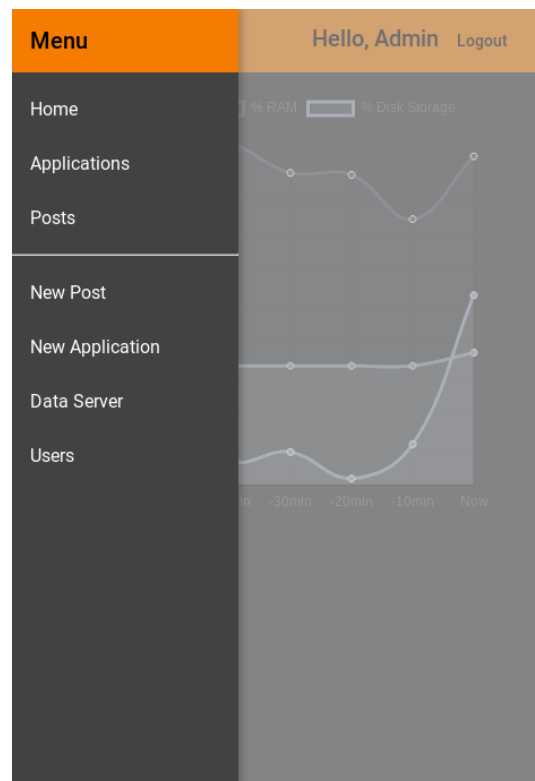 Menu
Hello, Admin Logout
Home
% RAM % Disk Storage
Applications
Posts
New Post
New Application
Data Server
Users
-30min -20min -10min Now